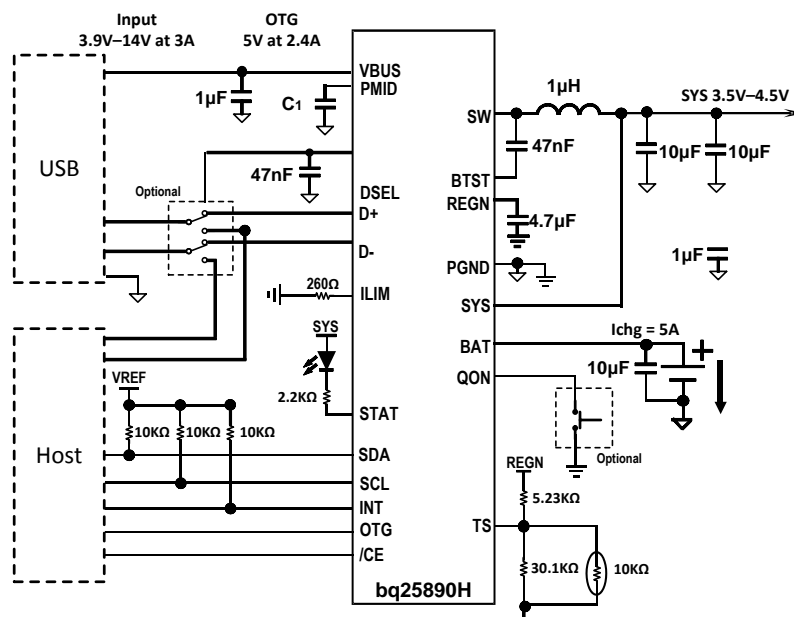 Input
3.9V–14V at 3A
OTG
5V at 2.4A
VBUS
PMID
1µF
C1
USB
Optional
47nF
DSEL
D+
D-
260Ω
ILIM
SYS
2.2KΩ
STAT
VREF
10KΩ
10KΩ
10KΩ
Host
SDA
SCL
INT
OTG
/CE
bq25890H
SW
1µH
SYS 3.5V–4.5V
47nF
10µF
10µF
BTST
REGN
4.7µF
PGND
1µF
SYS
Ichg = 5A
BAT
10µF
+
QON
Optional
REGN
5.23KΩ
TS
30.1KΩ
10KΩ